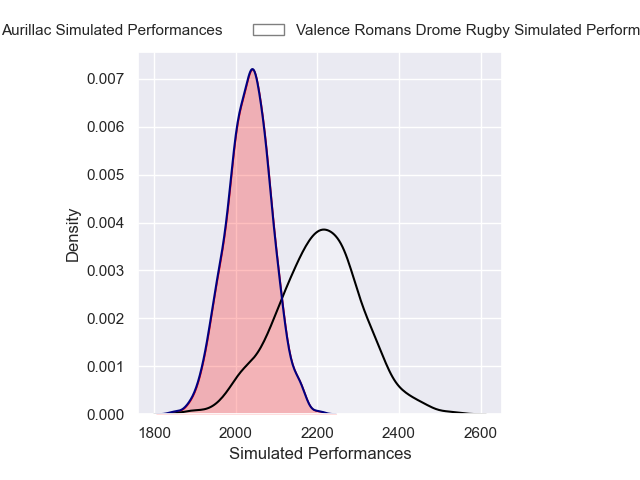 Aurillac Simulated Performances
Valence Romans Drome Rugby Simulated Perform
0.007
0.006
0.005
0.004
0.003
0.002
0.001
0.000
Density
1800 2000 2200 2400 2600
Simulated Performances